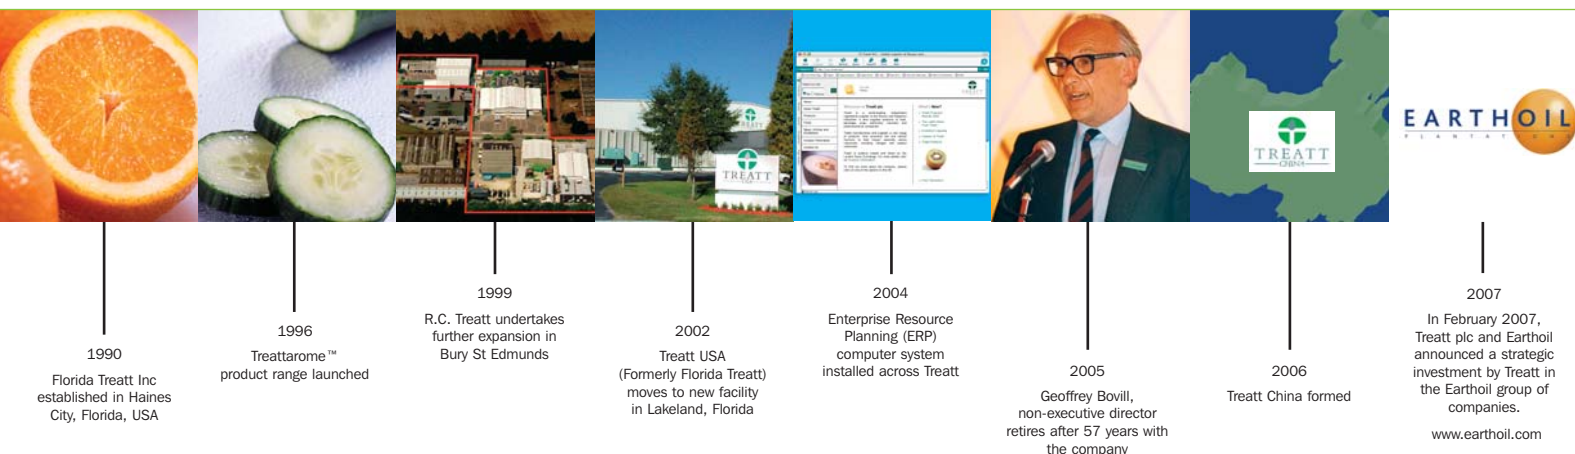 TREATT
USA
TREATT
TREATT
CHINA
EARTHOIL
PLANTATIONS
1990
Florida Treatt Inc
established in Haines
City, Florida, USA
1996
Treattarome™
product range launched
1999
R.C. Treatt undertakes
further expansion in
Bury St Edmunds
2002
Treatt USA
(Formerly Florida Treatt)
moves to new facility
in Lakeland, Florida
2004
Enterprise Resource
Planning (ERP)
computer system
installed across Treatt
2005
Geoffrey Bovill,
non-executive director
retires after 57 years with
the company
2006
Treatt China formed
2007
In February 2007,
Treatt plc and Earthoil
announced a strategic
investment by Treatt in
the Earthoil group of
companies.
www.earthoil.com